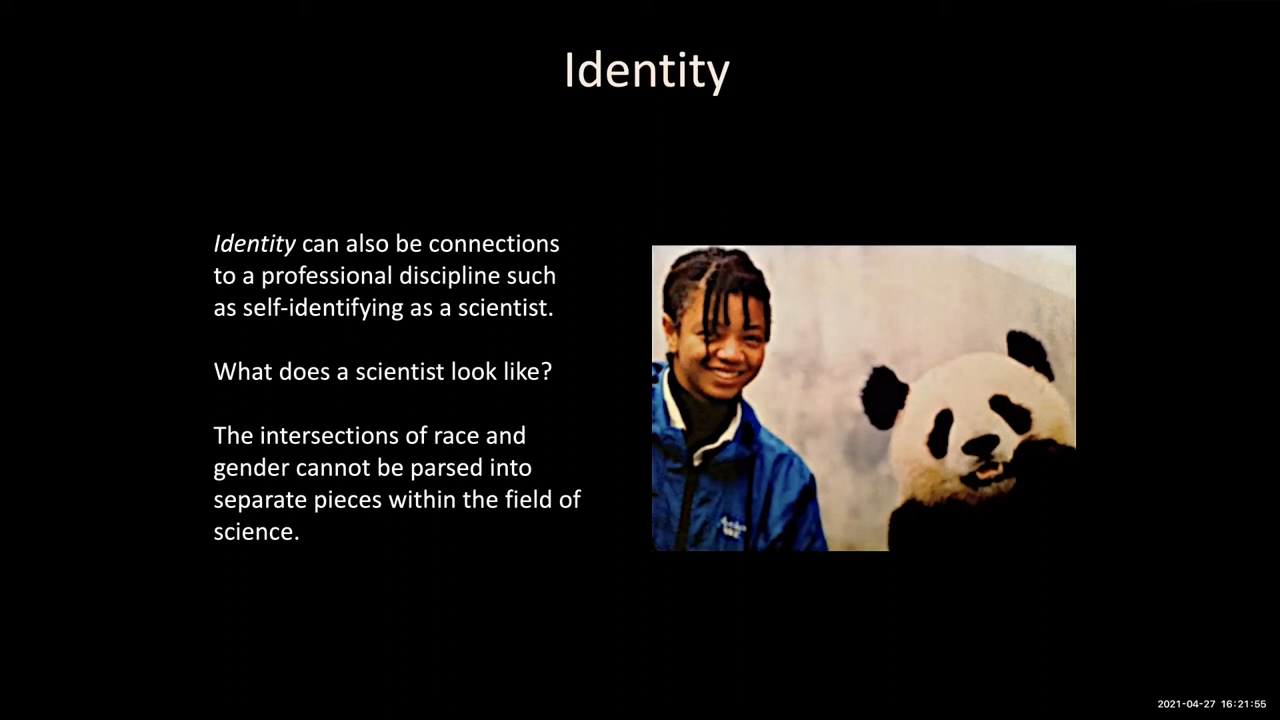 Identity
Identity can also be connections
to a professional discipline such
as self-identifying as a scientist.
What does a scientist look like?
The intersections of race and
gender cannot be parsed into
separate pieces within the field of
science.
2021-04-27 16:21:55